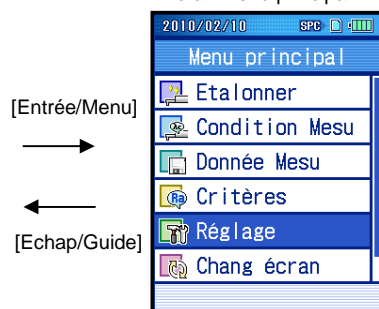 2010/02/10 SPC
Menu principal
Etalonner
[Entrée/Menu]
Condition Mesu
Donnée Mesu
Critères
[Echap/Guide]
Réglage
Chang écran